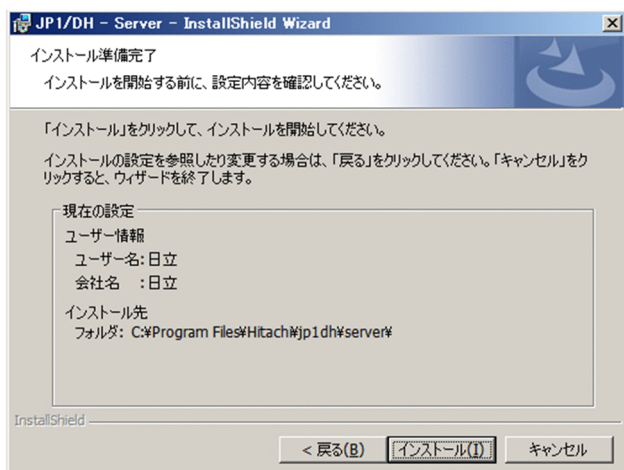 JP1/DH - Server - InstallShield Wizard
インストール準備完了
インストールを開始する前に、設定内容を確認してください。
「インストール」をクリックして、インストールを開始してください。
インストールの設定を参照したり変更する場合は、「戻る」をクリックしてください。「キャンセル」をク
リックすると、ウィザードを終了します。
現在の設定
ユーザー情報
ユーザー名:日立
会社名 :日立
インストール先
フォルダ: C:¥Program Files¥Hitachi¥jp1dh¥server¥
InstallShield
< 戻る(B)
インストール(I)
キャンセル